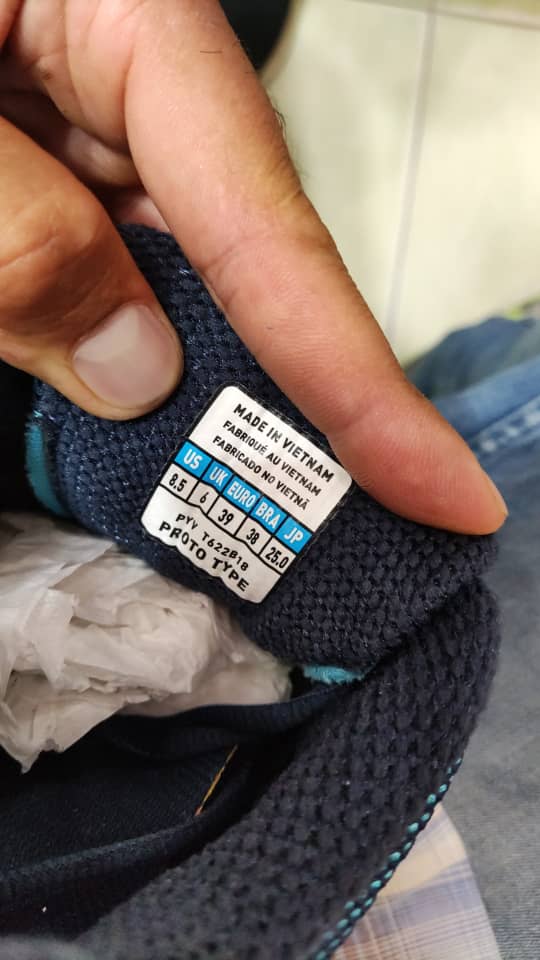 MADE IN VIETNAM
FABRIQUÉ AU VIETNAM
FABRICADO NO VIETNÃ
US UK EURO BRA JP
8.5 6 39 38 25.0
PYV T622B18
PROTO TYPE